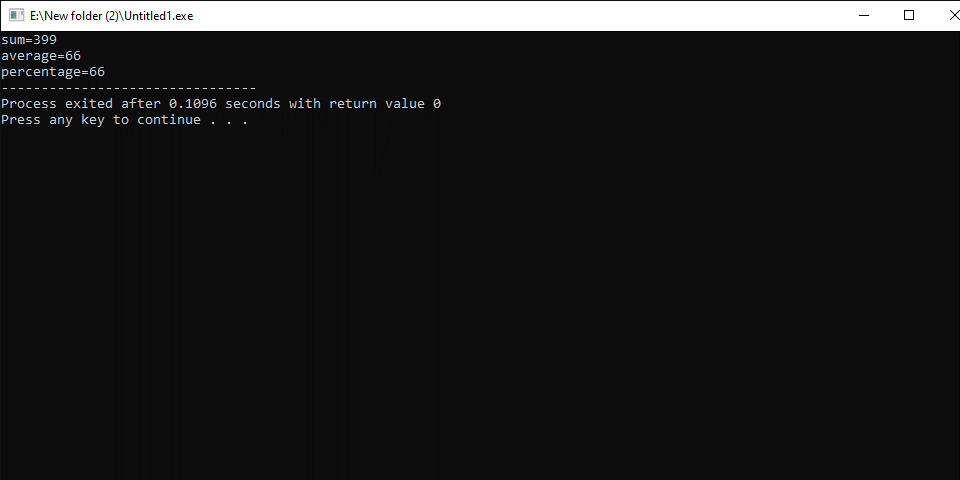 E:\New folder (2)\Untitled1.exe
sum=399
average=66
percentage=66
--------------------------------
Process exited after 0.1096 seconds with return value 0
Press any key to continue . . .